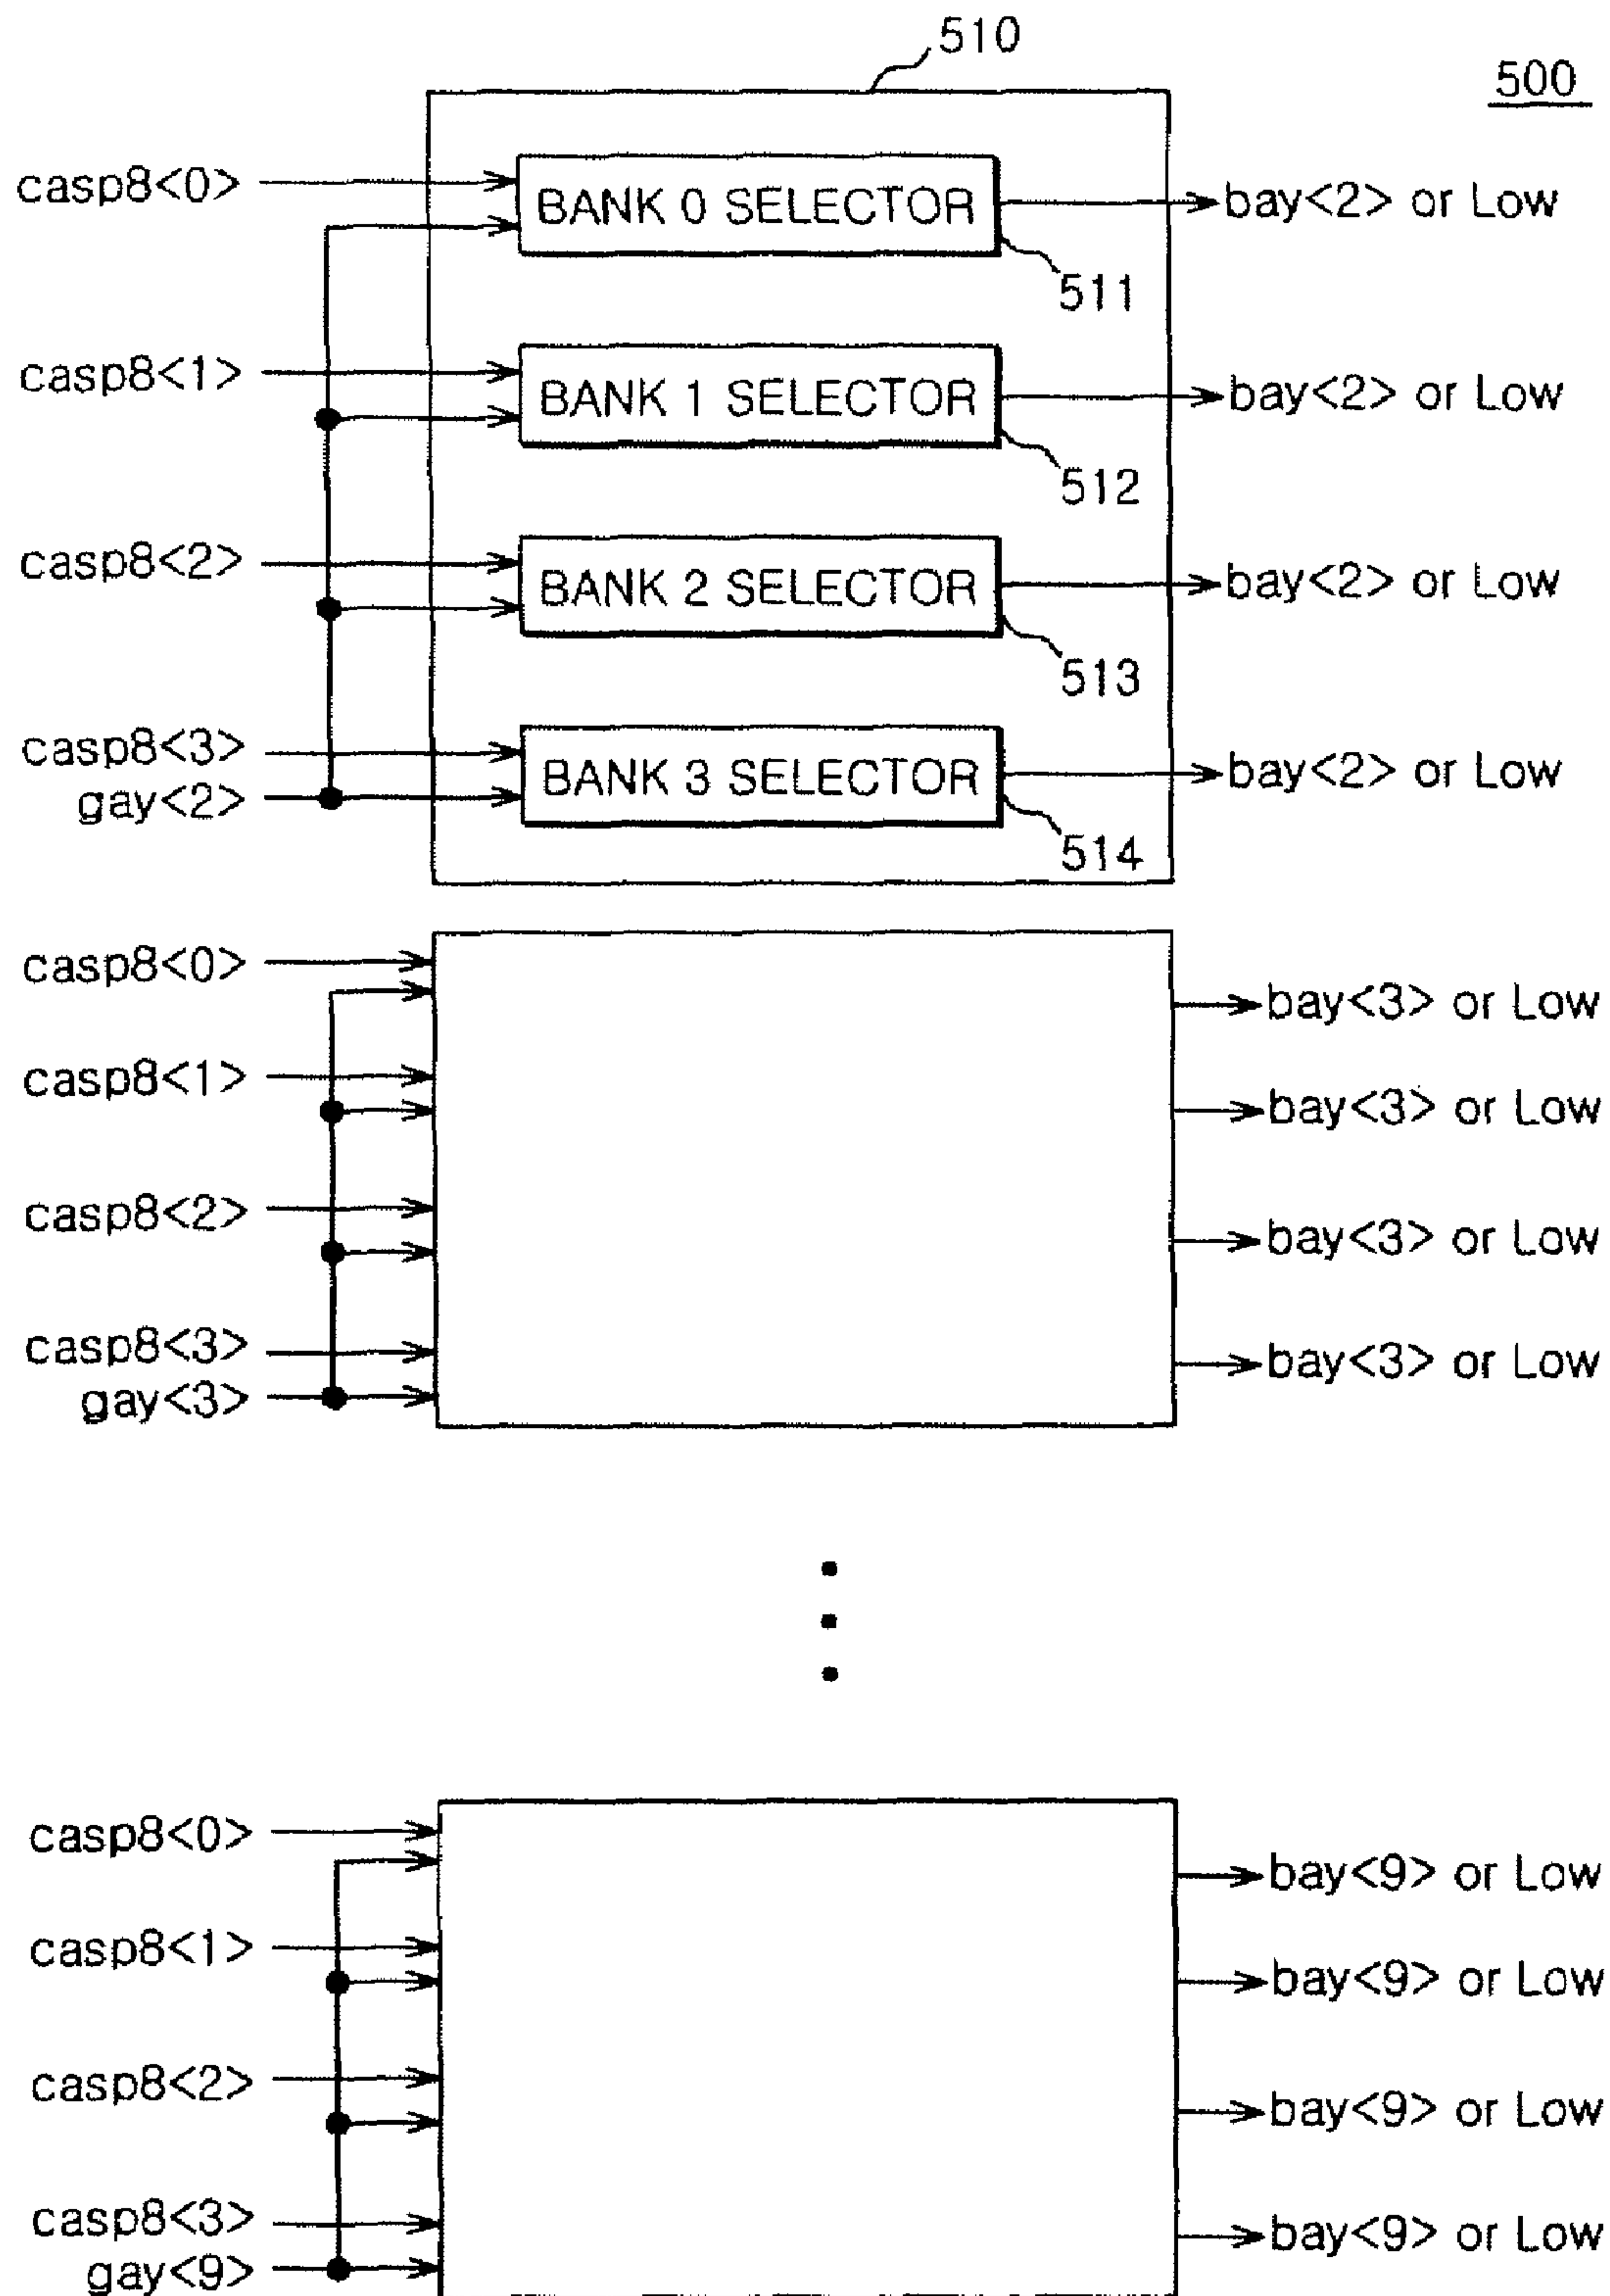 510
500
casp8<0>
BANK 0 SELECTOR
bay<2> or Low
511
casp8<1>
BANK 1 SELECTOR
bay<2> or Low
512
casp8<2>
BANK 2 SELECTOR
bay<2> or Low
513
casp8<3>
gay<2>
BANK 3 SELECTOR
bay<2> or Low
514
casp8<0>
bay<3> or Low
casp8<1>
bay<3> or Low
casp8<2>
bay<3> or Low
casp8<3>
gay<3>
bay<3> or Low
casp8<0>
bay<9> or Low
casp8<1>
bay<9> or Low
casp8<2>
bay<9> or Low
casp8<3>
gay<9>
bay<9> or Low